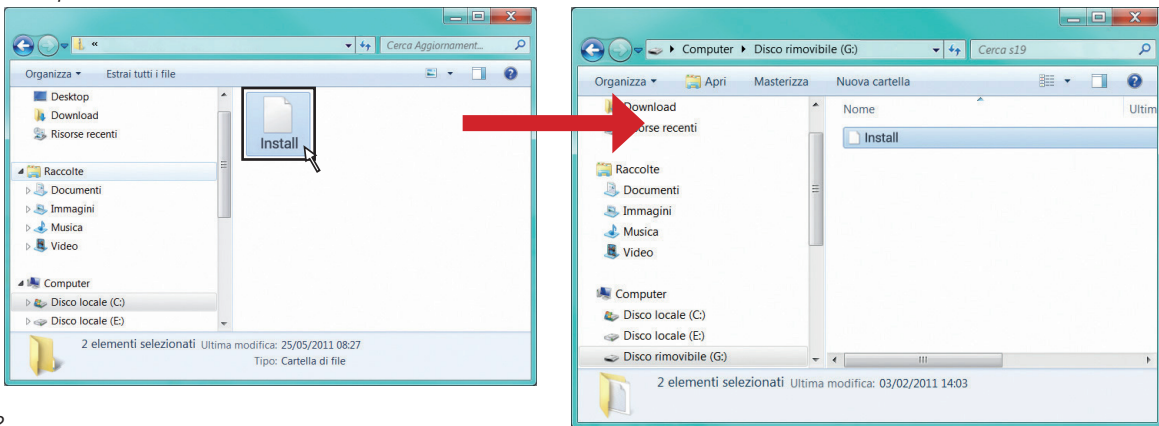 «
Cerca Aggiornament...
Organizza
Estrai tutti i file
Desktop
Download
Risorse recenti
Raccolte
Documenti
Immagini
Musica
Video
Computer
Disco locale (C:)
Disco locale (E:)
Install
2 elementi selezionati Ultima modifica: 25/05/2011 08:27
Tipo: Cartella di file
Computer Disco rimovibile (G:)
Cerca s19
Organizza
Apri
Masterizza
Nuova cartella
Download
recenti
Raccolte
Documenti
Immagini
Musica
Video
Computer
Disco locale (C:)
Disco locale (E:)
Disco rimovibile (G:)
Nome
Ultim
Install
2 elementi selezionati Ultima modifica: 03/02/2011 14:03